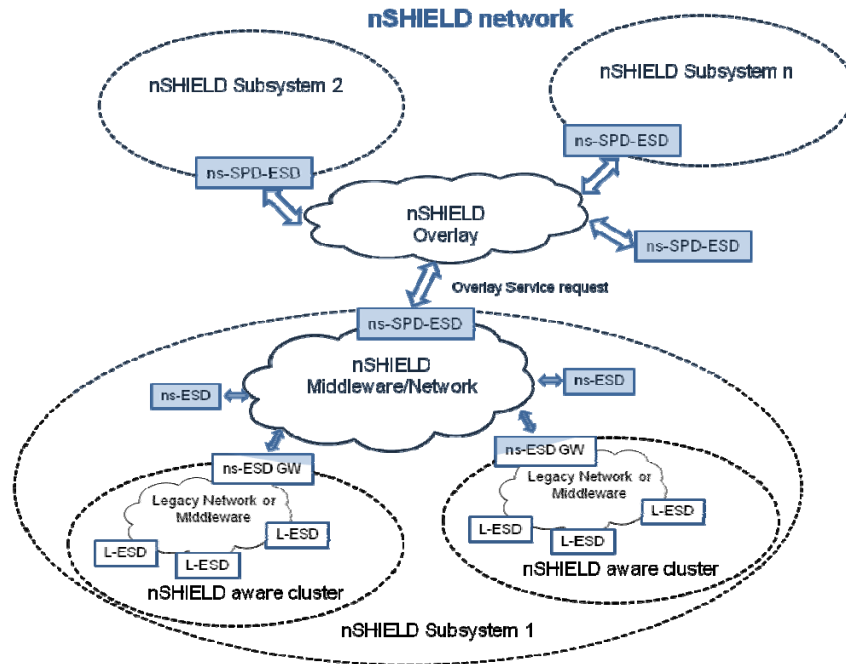 nSHIELD network
nSHIELD Subsystem 2
nSHIELD Subsystem n
ns-SPD-ESD
ns-SPD-ESD
nSHIELD
Overlay
ns-SPD-ESD
Overlay Service request
ns-SPD-ESD
nSHIELD
Middleware/Network
ns-ESD
ns-ESD
ns-ESD GW
Legacy Network or
Middleware
L-ESD
L-ESD
L-ESD
nSHIELD aware cluster
ns-ESD GW
Legacy Network or
Middleware
L-ESD
L-ESD
L-ESD
nSHIELD aware cluster
nSHIELD Subsystem 1